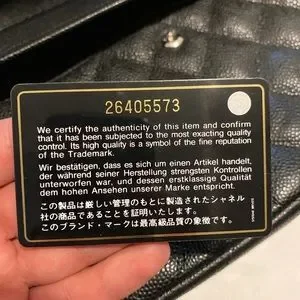 26405573
We certify the authenticity of this item and confirm
that it has been subjected to the most exacting quality
control. Its high quality is a symbol of the fine reputation
of the Trademark.
Wir bestätigen, dass es sich um einen Artikel handelt,
der während seiner Herstellung strengsten Kontrollen
unterworfen war, und dessen erstklassige Qualität
dem hohen Ansehen unserer Marke entspricht.
この製品は厳しい管理のもとに製造されたシャネル
社の商品であることを証明いたします。
このブランド・マークは最高級品質の象徴です。